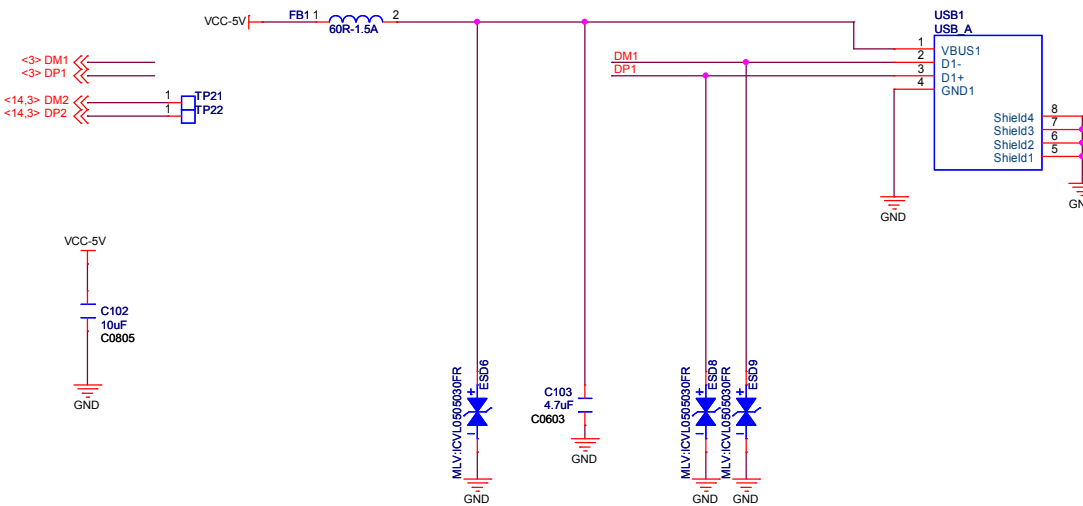 VCC-5V
FB1 1
2
60R-1.5A
USB1
USB_A
1
VBUS1
2
D1-
3
D1+
4
GND1
8
Shield4
7
Shield3
6
Shield2
5
Shield1
GND
GN
<3> DM1
<3> DP1
<14,3> DM2
1
TP21
<14,3> DP2
1
TP22
DM1
DP1
VCC-5V
C102
10uF
C0805
GND
MLV:ICVL0505030FR
ESD6
GND
C103
4.7uF
C0603
GND
MLV:ICVL0505030FR
ESD8
GND
MLV:ICVL0505030FR
ESD9
GND